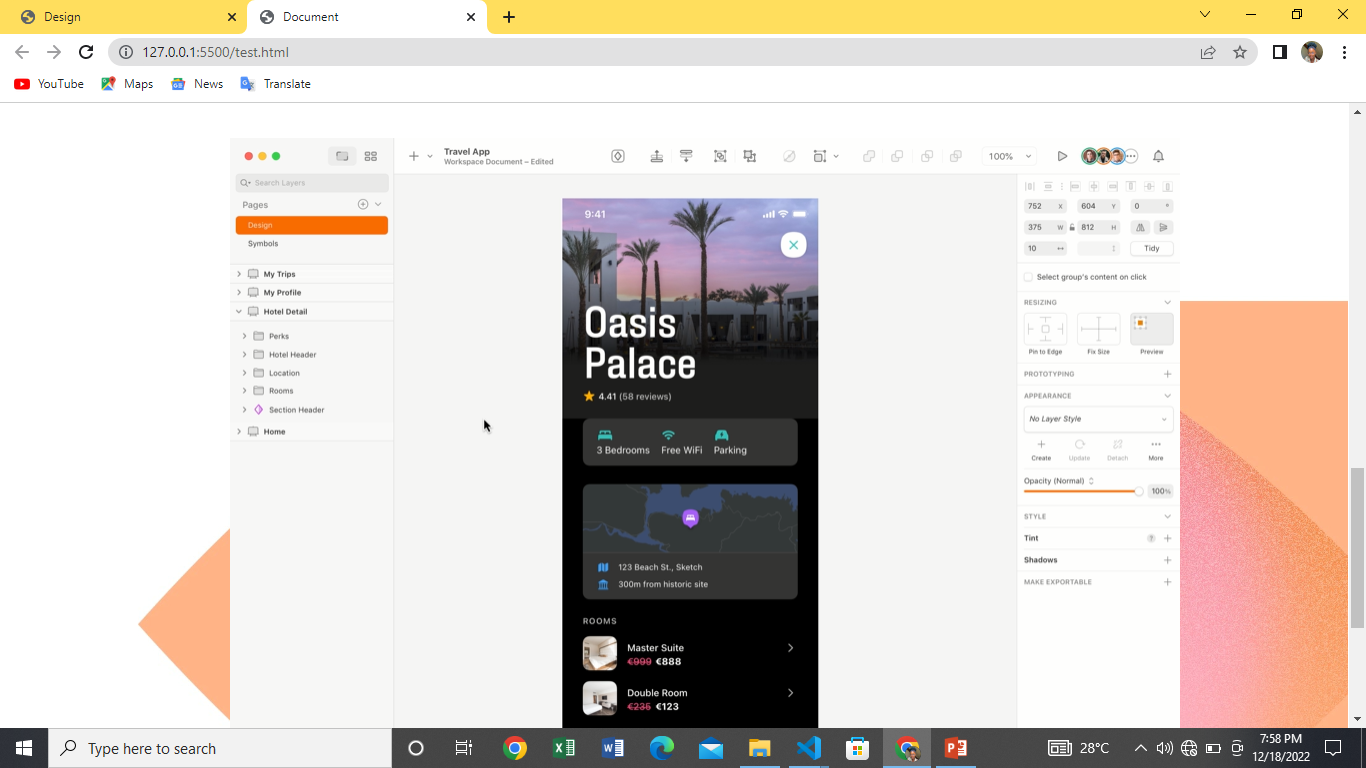 Design
Document
127.0.0.1:5500/test.html
YouTube
Maps
News
Translate
Travel App
Workspace Document – Edited
100%
Search Layers
Pages
Design
Symbols
My Trips
My Profile
Hotel Detail
Perks
Hotel Header
Location
Rooms
Section Header
Home
9:41
Oasis
Palace
4.41 (58 reviews)
3 Bedrooms
Free WiFi
Parking
123 Beach St., Sketch
300m from historic site
ROOMS
Master Suite
€999 €888
Double Room
€235 €123
752 X
604 Y
0 °
375 W
812 H
10
Tidy
Select group's content on click
RESIZING
Pin to Edge
Fix Size
Preview
PROTOTYPING
APPEARANCE
No Layer Style
Create
Update
Detach
More
Opacity (Normal)
100%
STYLE
Tint
?
Shadows
MAKE EXPORTABLE
Type here to search
28°C
7:58 PM
12/18/2022